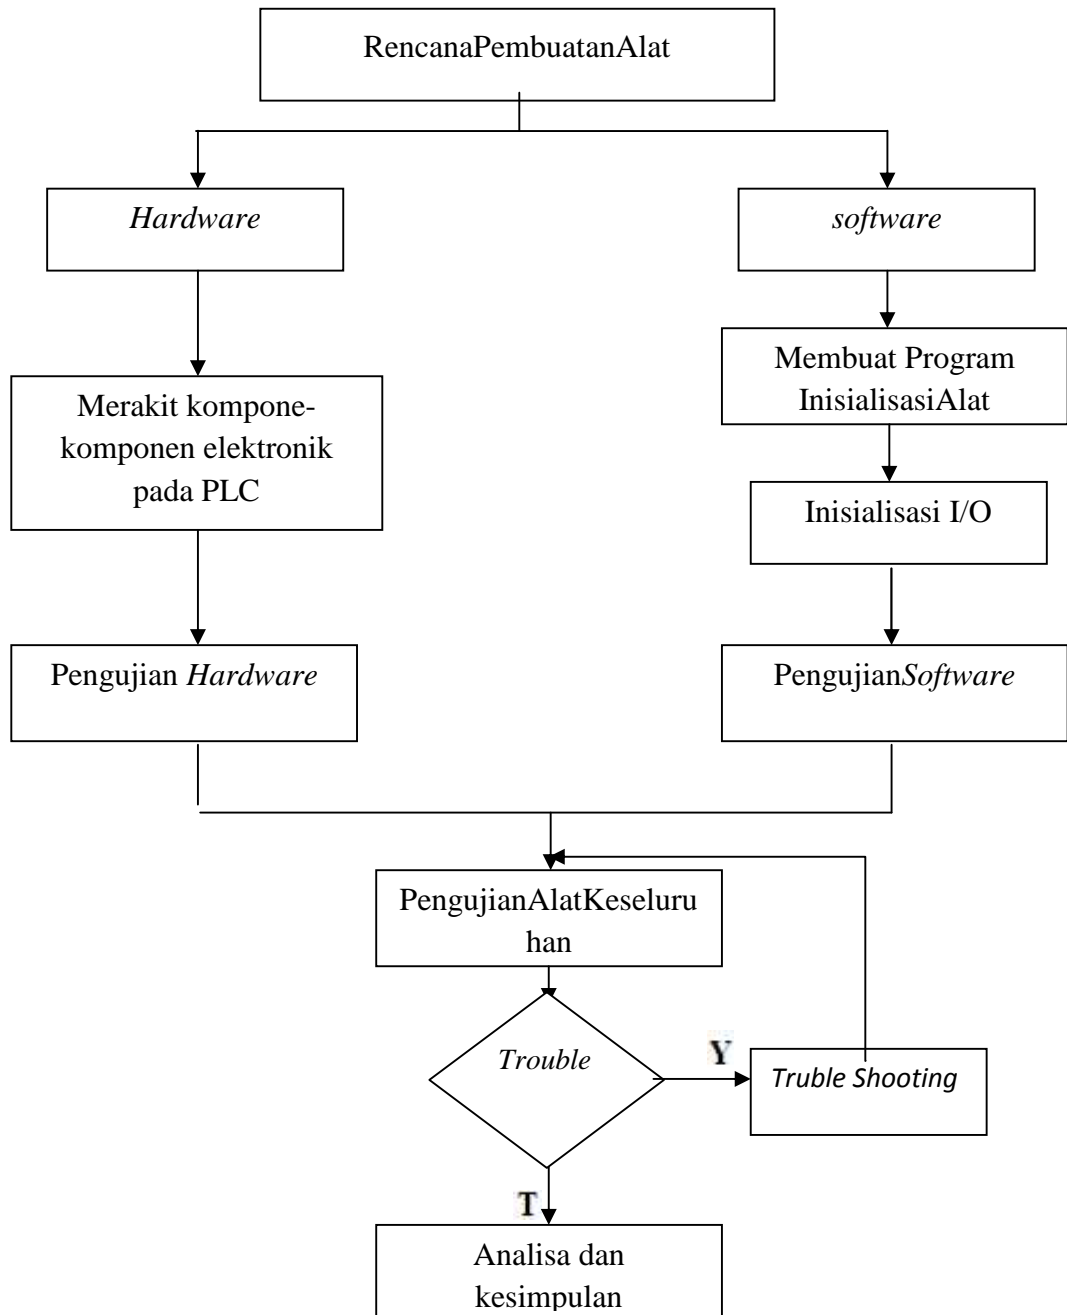 RencanaPembuatanAlat
Hardware
software
Merakit kompone-
komponen elektronik
pada PLC
Membuat Program
InisialisasiAlat
Inisialisasi I/O
Pengujian Hardware
PengujianSoftware
PengujianAlatKeseluru
han
Trouble
Y
Truble Shooting
T
Analisa dan
kesimpulan